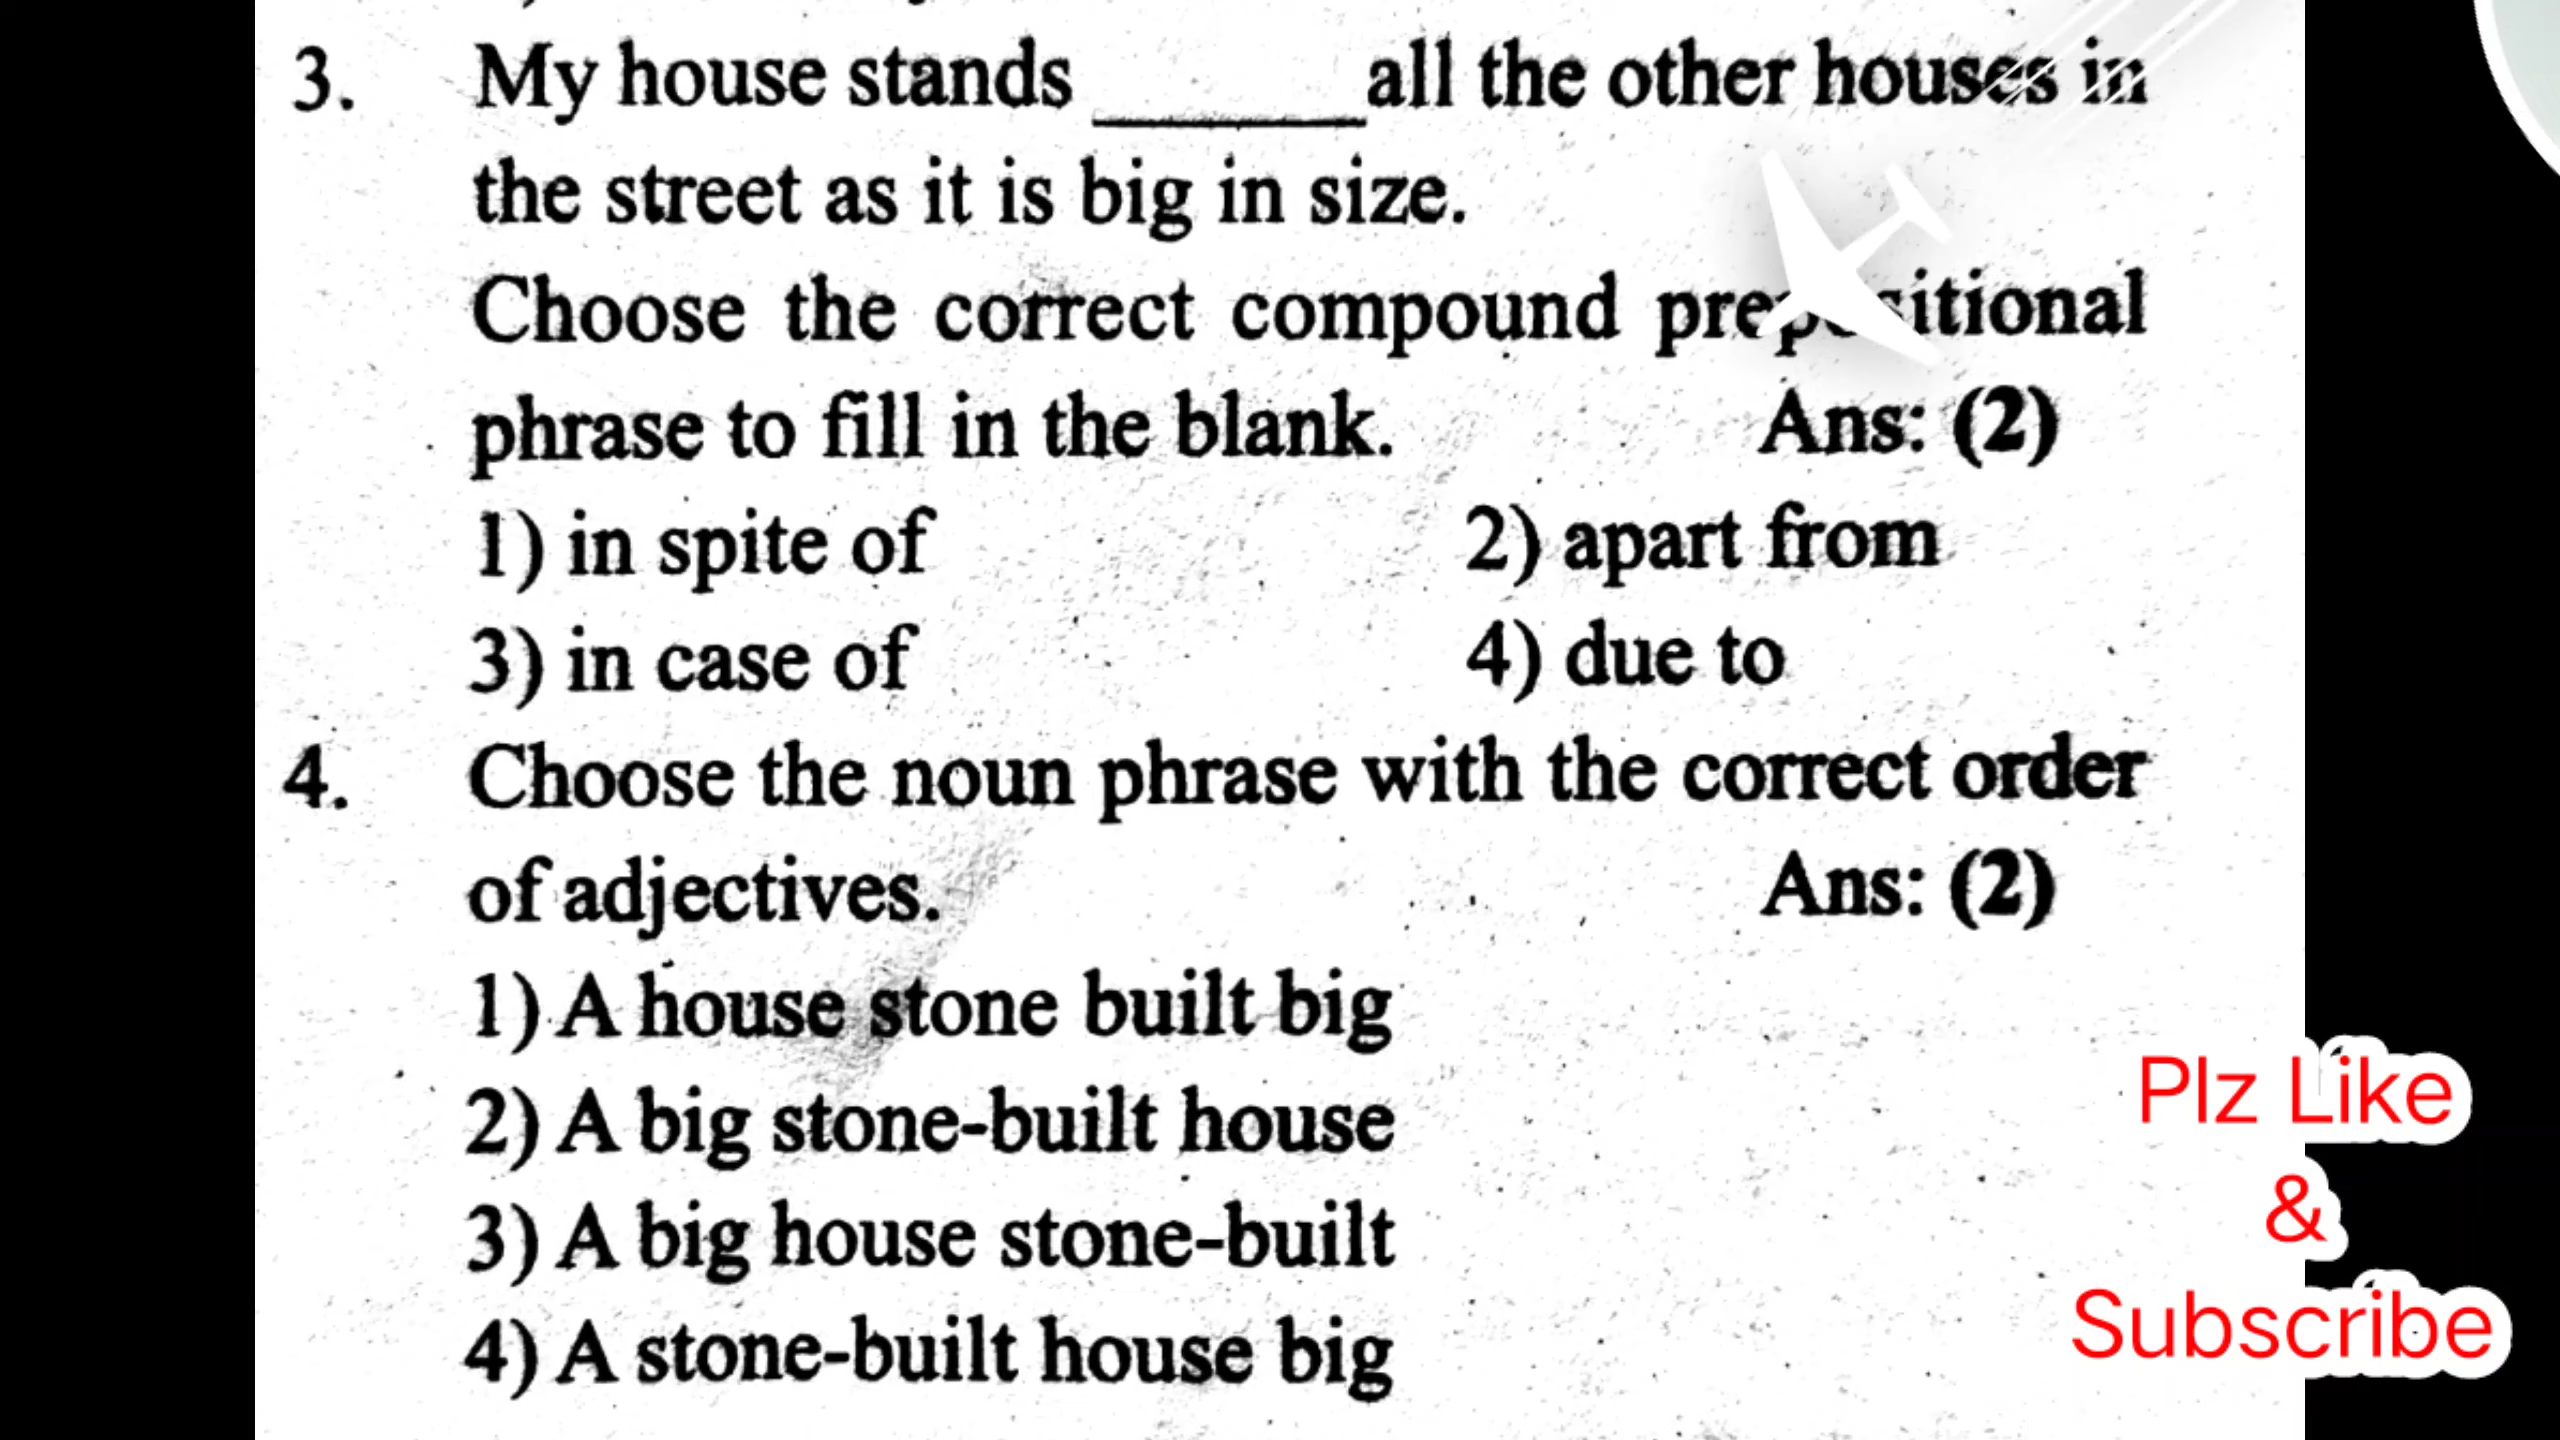 3. My house stands ______ all the other houses in
the street as it is big in size.
Choose the correct compound prepositional
phrase to fill in the blank. Ans: (2)
1) in spite of 2) apart from
3) in case of 4) due to
4. Choose the noun phrase with the correct order
of adjectives. Ans: (2)
1) A house stone built big
2) A big stone-built house
3) A big house stone-built
4) A stone-built house big
Plz Like
&
Subscribe